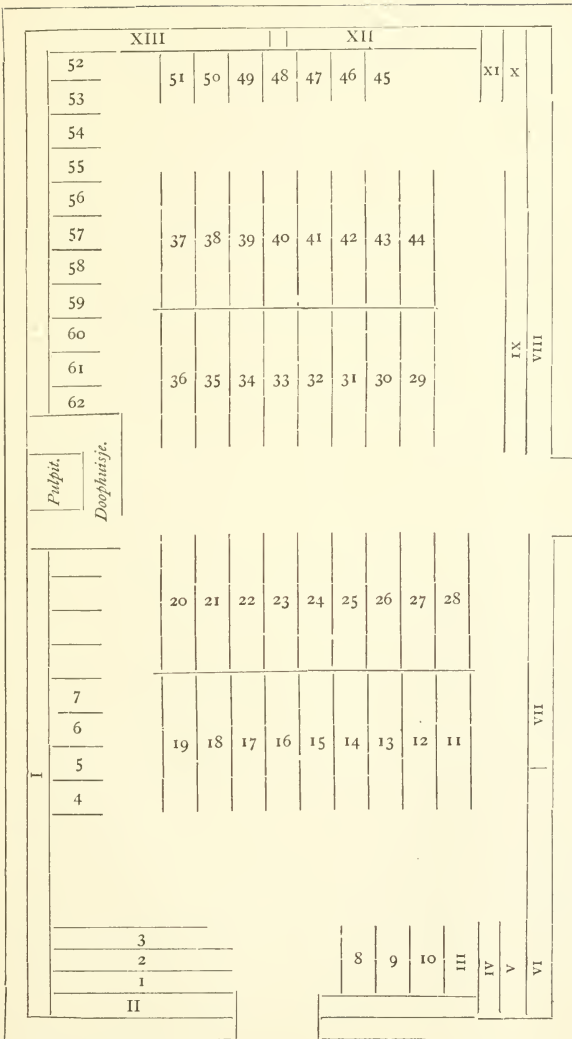 XIII XII
52 51 50 49 48 47 46 45 XI X
53
54
55
56
57 37 38 39 40 41 42 43 44
58
59
60
61 36 35 34 33 32 31 30 29 IX VIII
62
Pulpit. Doophuisje.
20 21 22 23 24 25 26 27 28
7
6 19 18 17 16 15 14 13 12 11 VII
5
I
4
3
2 8 9 10 III IV V VI
1
II